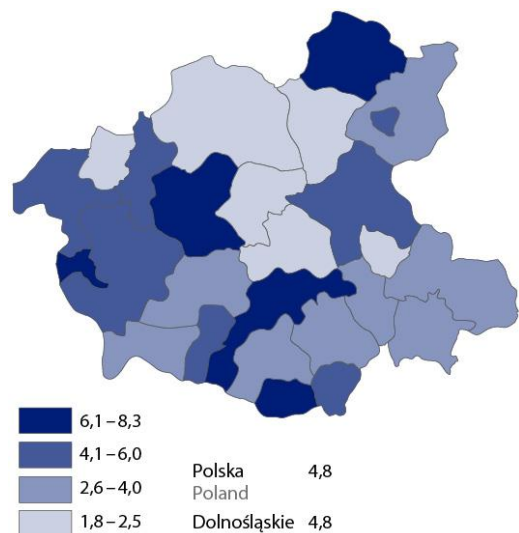 6,1 – 8,3
4,1 – 6,0
2,6 – 4,0
1,8 – 2,5
Polska 4,8
Poland
Dolnośląskie 4,8